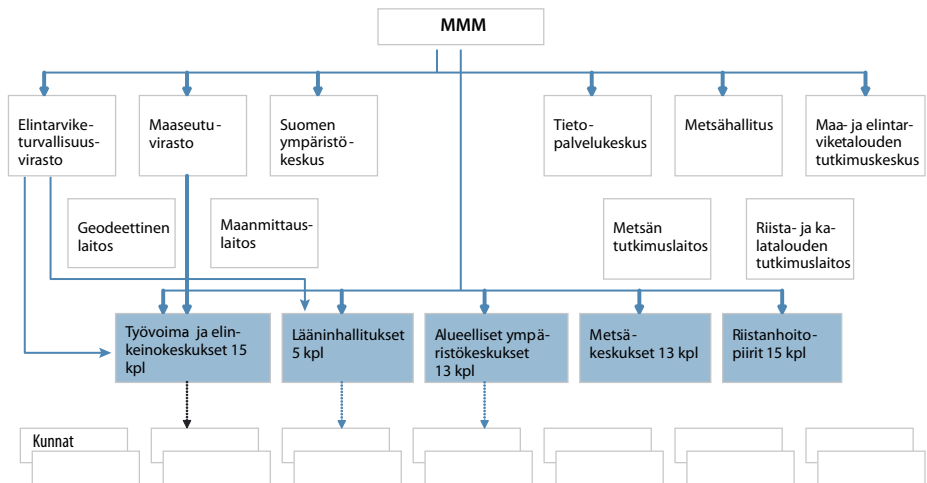 MMM
Elintarvike-
turvallisuus-
virasto
Maaseutu-
virasto
Suomen
ympäristö-
keskus
Tieto-
palvelukeskus
Metsähallitus
Maa- ja elintar-
viketalouden
tutkimuskeskus
Geodeettinen
laitos
Maanmittaus-
laitos
Metsän
tutkimuslaitos
Riista- ja ka-
latalouden
tutkimuslaitos
Työvoima ja elin-
keinokeskukset 15
kpl
Lääninhallitukset
5 kpl
Alueelliset ympä-
ristökeskukset
13 kpl
Metsä-
keskukset 13 kpl
Riistanhoito-
piirit 15 kpl
Kunnat